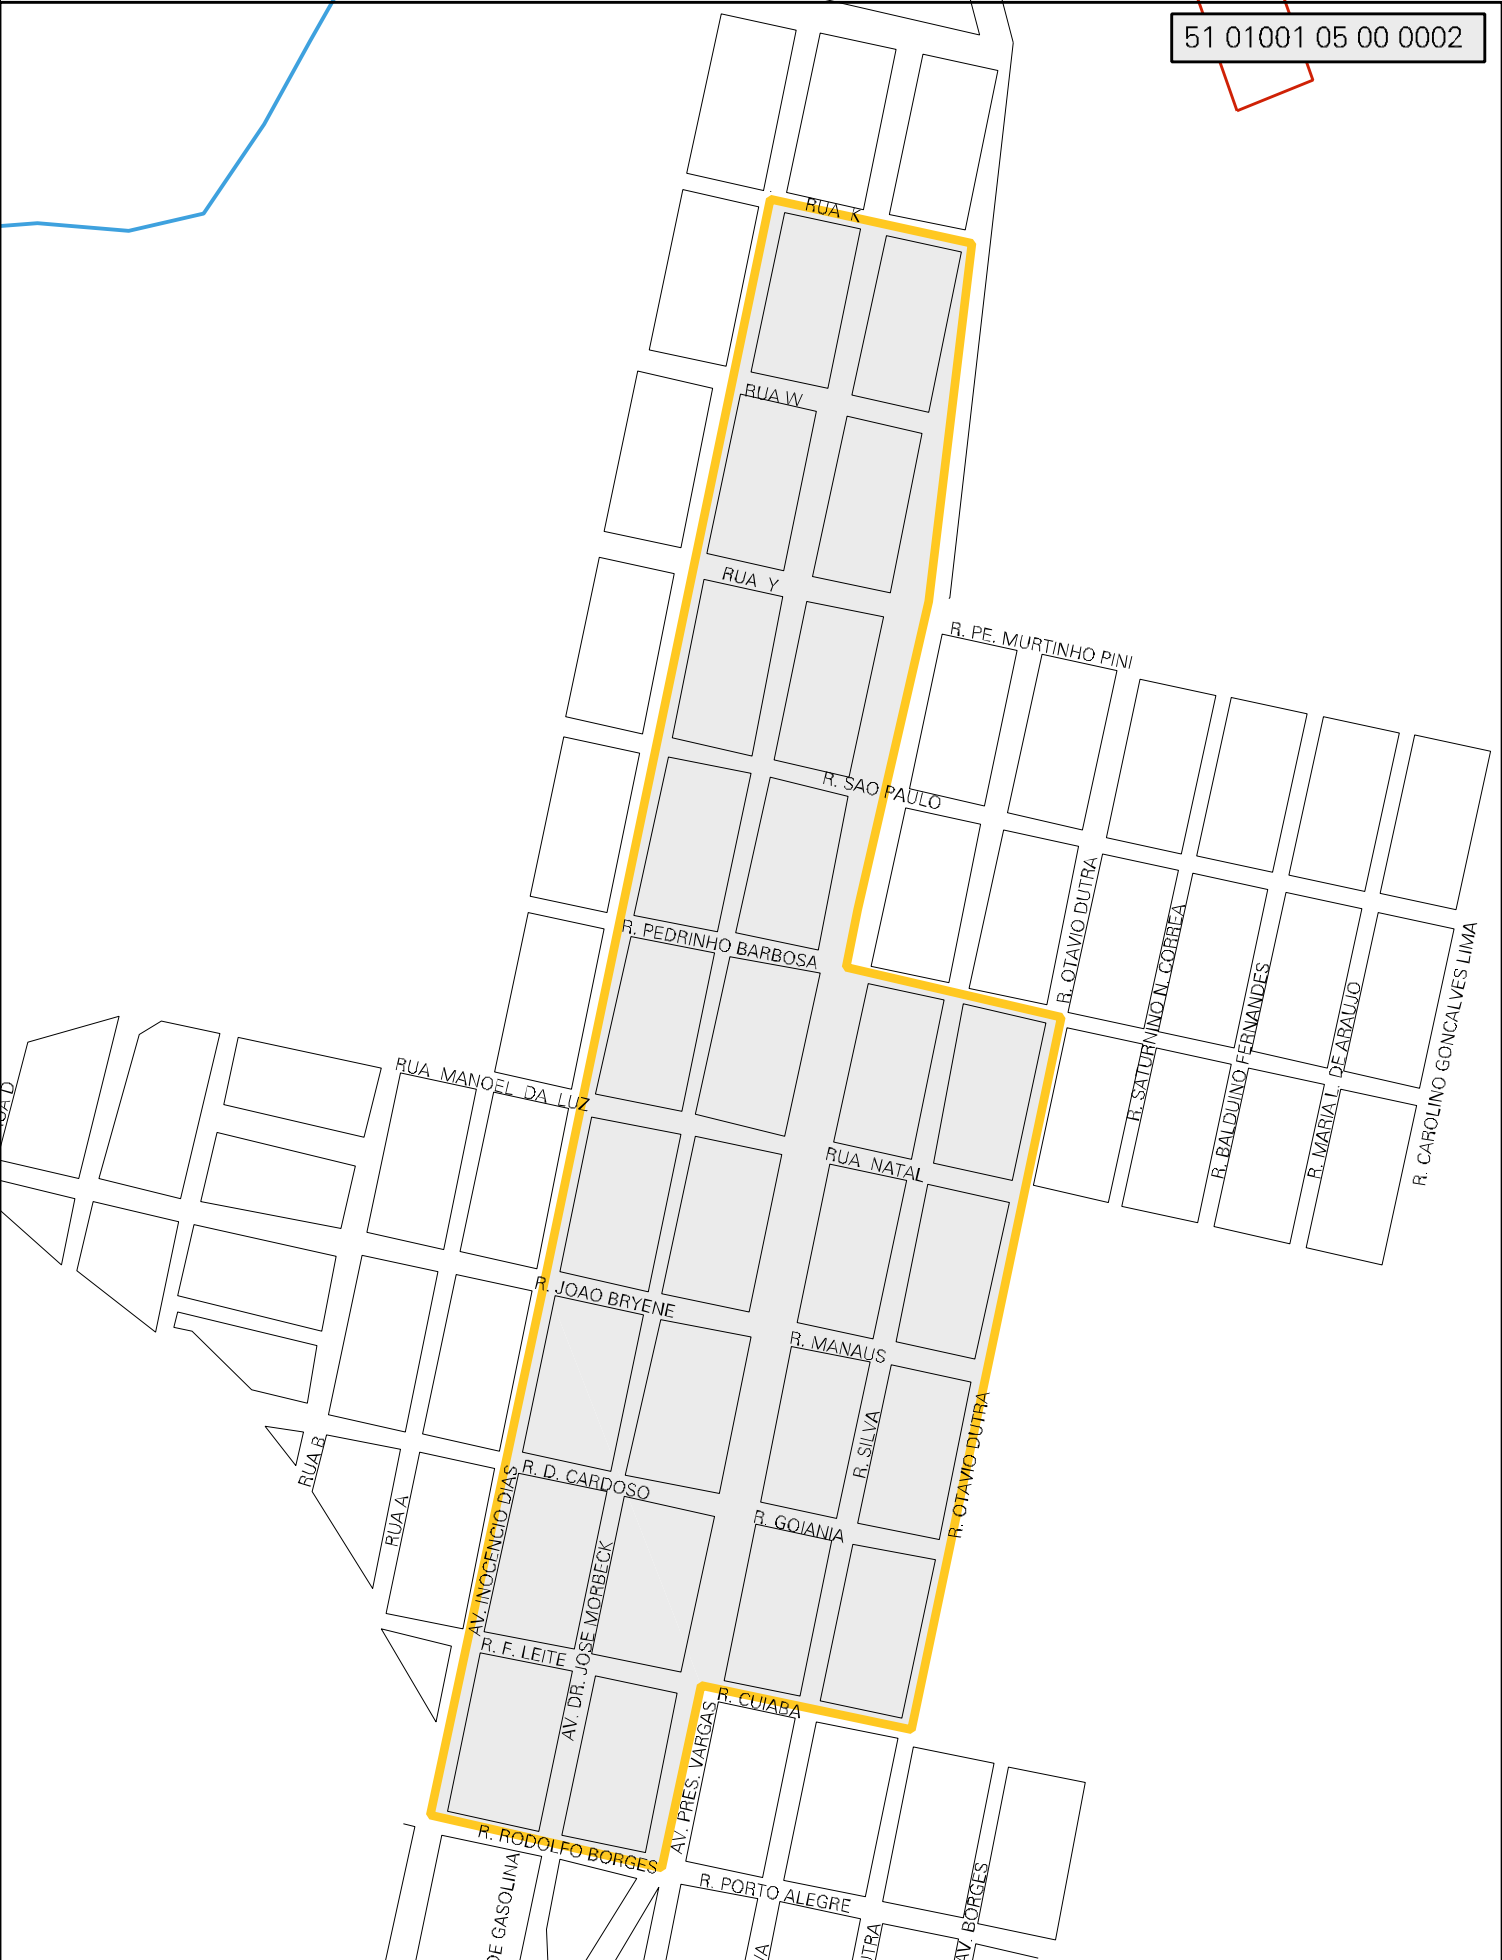 51 01001 05 00 0002
RUA K
RUA W
RUA Y
R. PE. MURTINHO PINI
R. SAO PAULO
R. OTAVIO DUTRA
R. SATURNINO N. CORREA
R. BALDUINO FERNANDES
R. MARIA L. DE ARAUJO
R. CAROLINO GONCALVES LIMA
R. PEDRINHO BARBOSA
RUA MANOEL DA LUZ
RUA NATAL
R. JOAO BRYENE
R. MANAUS
R. SILVA
R. OTAVIO DUTRA
RUA B
RUA A
AV. INOCENCIO DIAS
R. D. CARDOSO
R. GOIANIA
AV. DR. JOSE MORBECK
R. F. LEITE
R. CUIABA
AV. PRES. VARGAS
R. RODOLFO BORGES
R. PORTO ALEGRE
DE GASOLINA
AV. BORGES